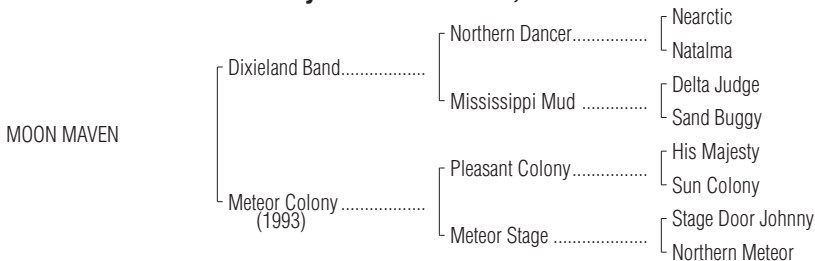 Nearctic
Northern Dancer................
Natalma
Dixieland Band..................
Delta Judge
Mississippi Mud ..............
Sand Buggy
MOON MAVEN
His Majesty
Pleasant Colony................
Sun Colony
Meteor Colony ..................
(1993)
Stage Door Johnny
Meteor Stage ....................
Northern Meteor